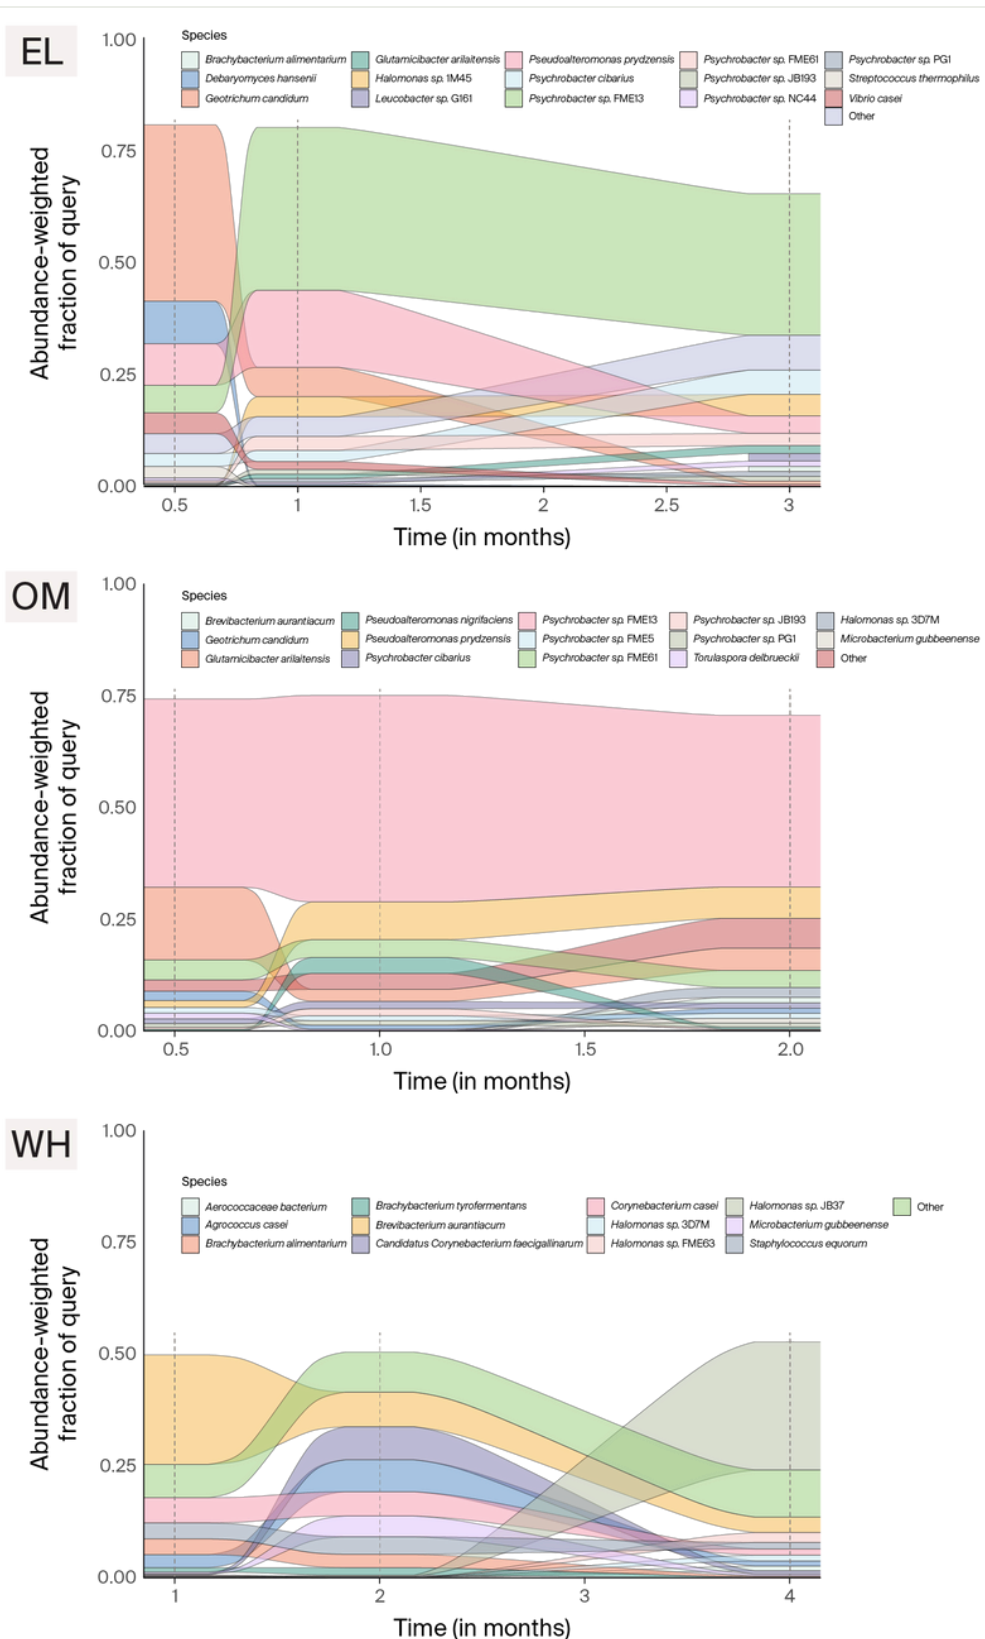 EL
Species
Brachybacterium alimentarium Glutamicibacter arilaitensis Pseudoalteromonas prydzensis Psychrobacter sp. FME61 Psychrobacter sp. PG1
Debaryomyces hansenii Halomonas sp. 1M45 Psychrobacter cibarius Psychrobacter sp. JB193 Streptococcus thermophilus
Geotrichum candidum Leucobacter sp. G161 Psychrobacter sp. FME13 Psychrobacter sp. NC44 Vibrio casei
Other
1.00
0.75
0.50
0.25
0.00
Abundance-weighted
fraction of query
0.5 1 1.5 2 2.5 3
Time (in months)
OM
Species
Brevibacterium aurantiacum Pseudoalteromonas nigrifaciens Psychrobacter sp. FME13 Psychrobacter sp. JB193 Halomonas sp. 3D7M
Geotrichum candidum Pseudoalteromonas prydzensis Psychrobacter sp. FME5 Psychrobacter sp. PG1 Microbacterium gubbeenense
Glutamicibacter arilaitensis Psychrobacter cibarius Psychrobacter sp. FME61 Torulaspora delbrueckii Other
1.00
0.75
0.50
0.25
0.00
Abundance-weighted
fraction of query
0.5 1.0 1.5 2.0
Time (in months)
WH
Species
Aerococcaceae bacterium Brachybacterium tyrofermentans Corynebacterium casei Halomonas sp. JB37 Other
Agrococcus casei Brevibacterium aurantiacum Halomonas sp. 3D7M Microbacterium gubbeenense
Brachybacterium alimentarium Candidatus Corynebacterium faecigallinarum Halomonas sp. FME63 Staphylococcus equorum
1.00
0.75
0.50
0.25
0.00
Abundance-weighted
fraction of query
1 2 3 4
Time (in months)